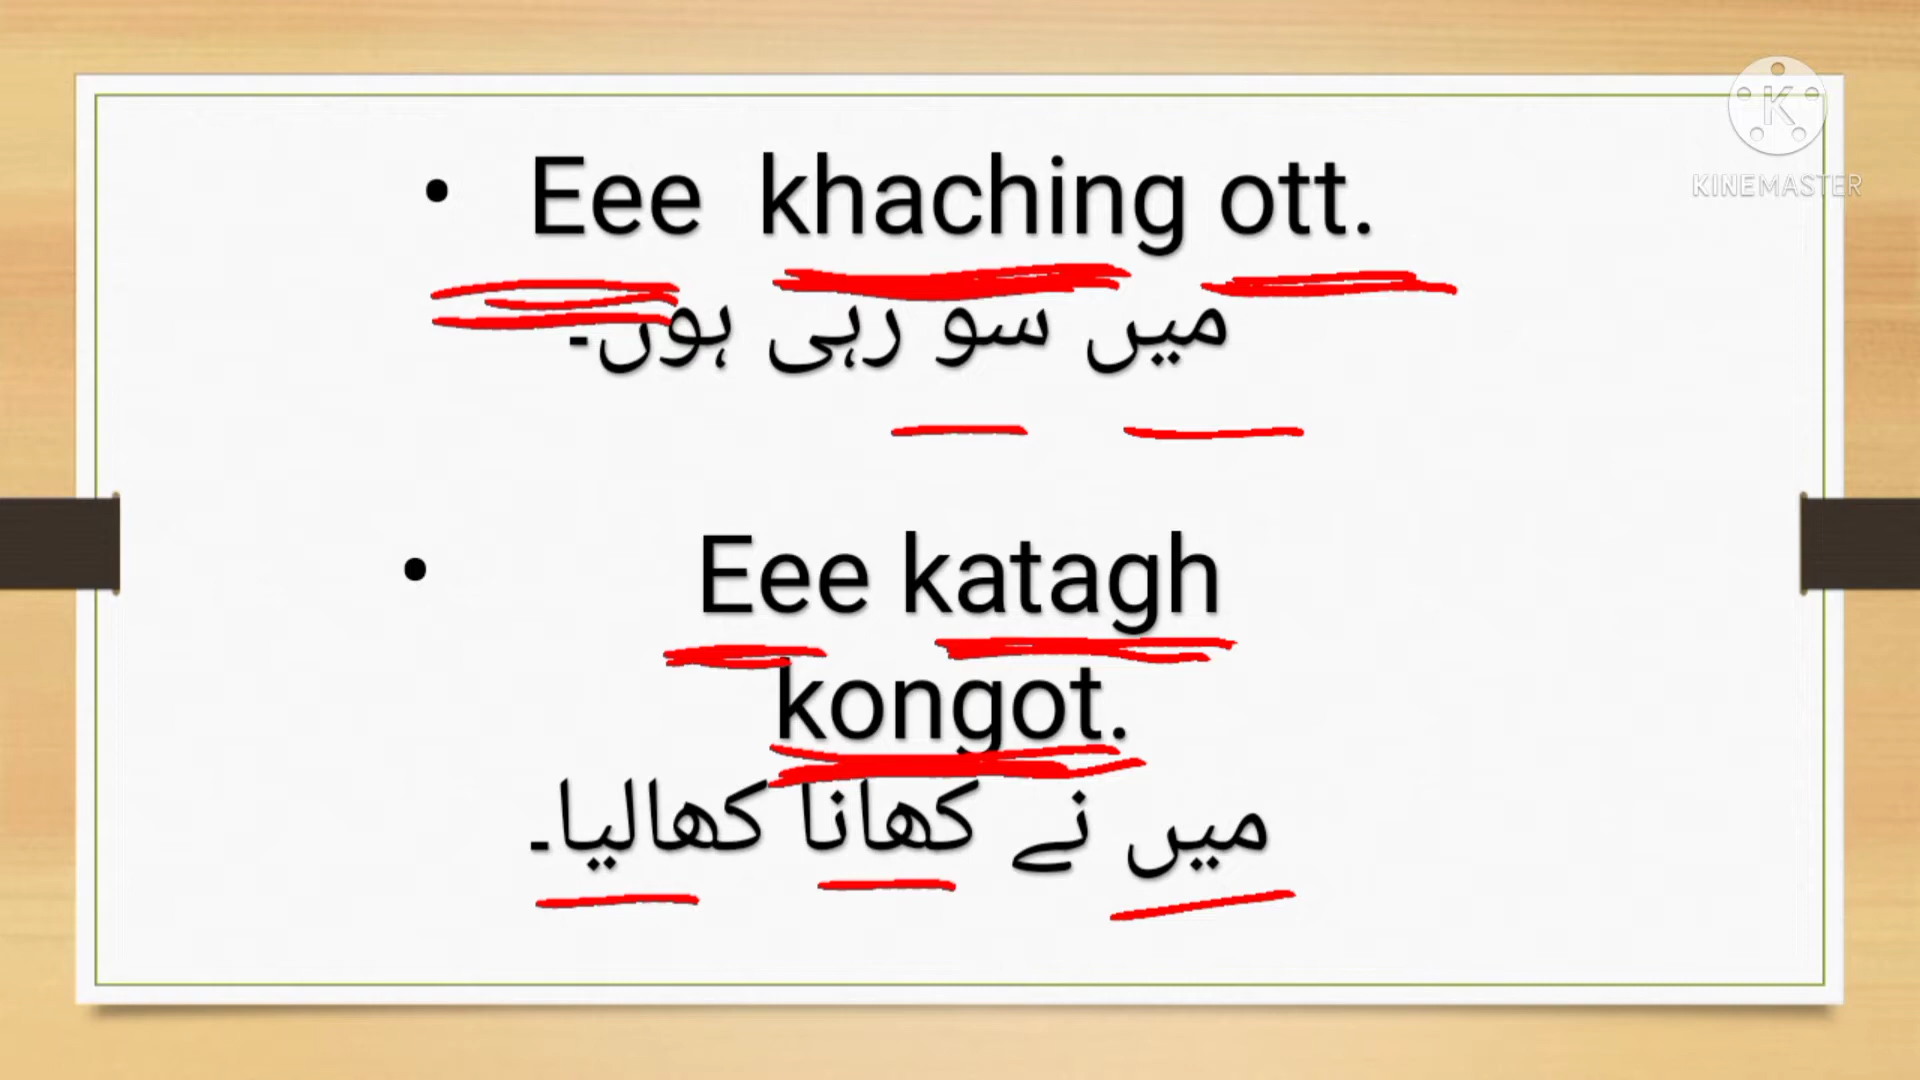 • Eee khaching ott.
میں سو رہی ہوں۔
• Eee katagh
kongot.
میں نے کھانا کھالیا۔
K
KINEMASTER